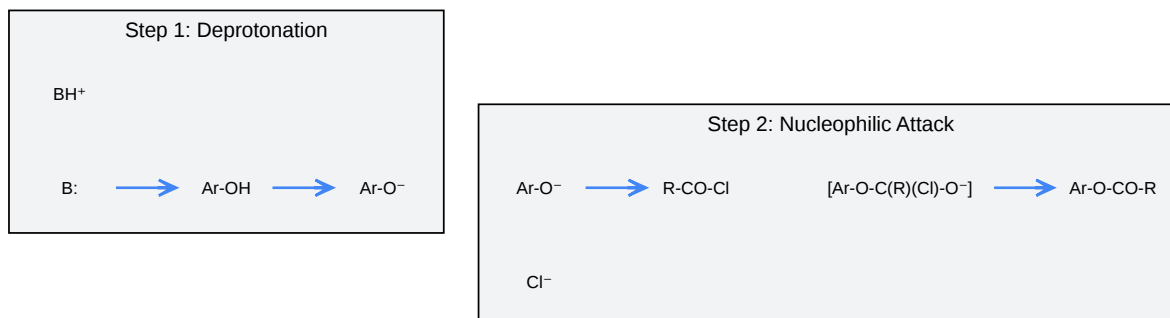 Step 1: Deprotonation
BH⁺
B: Ar-OH Ar-O⁻
Step 2: Nucleophilic Attack
Ar-O⁻ R-CO-Cl [Ar-O-C(R)(Cl)-O⁻] Ar-O-CO-R
Cl⁻